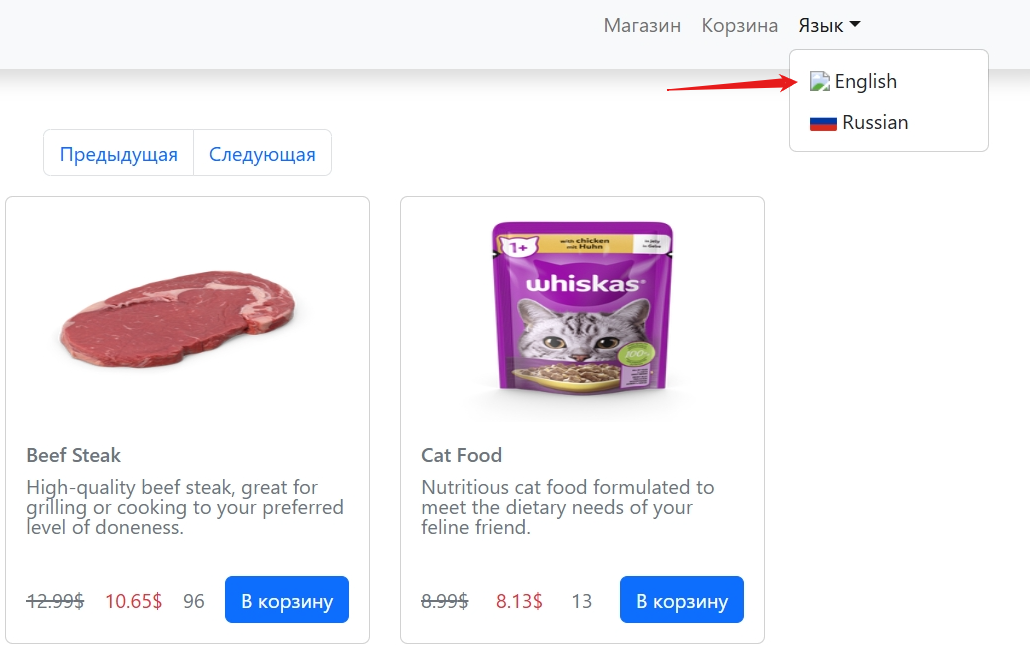 Магазин Корзина Язык
English
Russian
Предыдущая Следующая
1+
with chicken
mit Huhn
in jelly
in Gelee
whiskas®
100%
Beef Steak
High-quality beef steak, great for
grilling or cooking to your preferred
level of doneness.
12.99$ 10.65$ 96 В корзину
Cat Food
Nutritious cat food formulated to
meet the dietary needs of your
feline friend.
8.99$ 8.13$ 13 В корзину